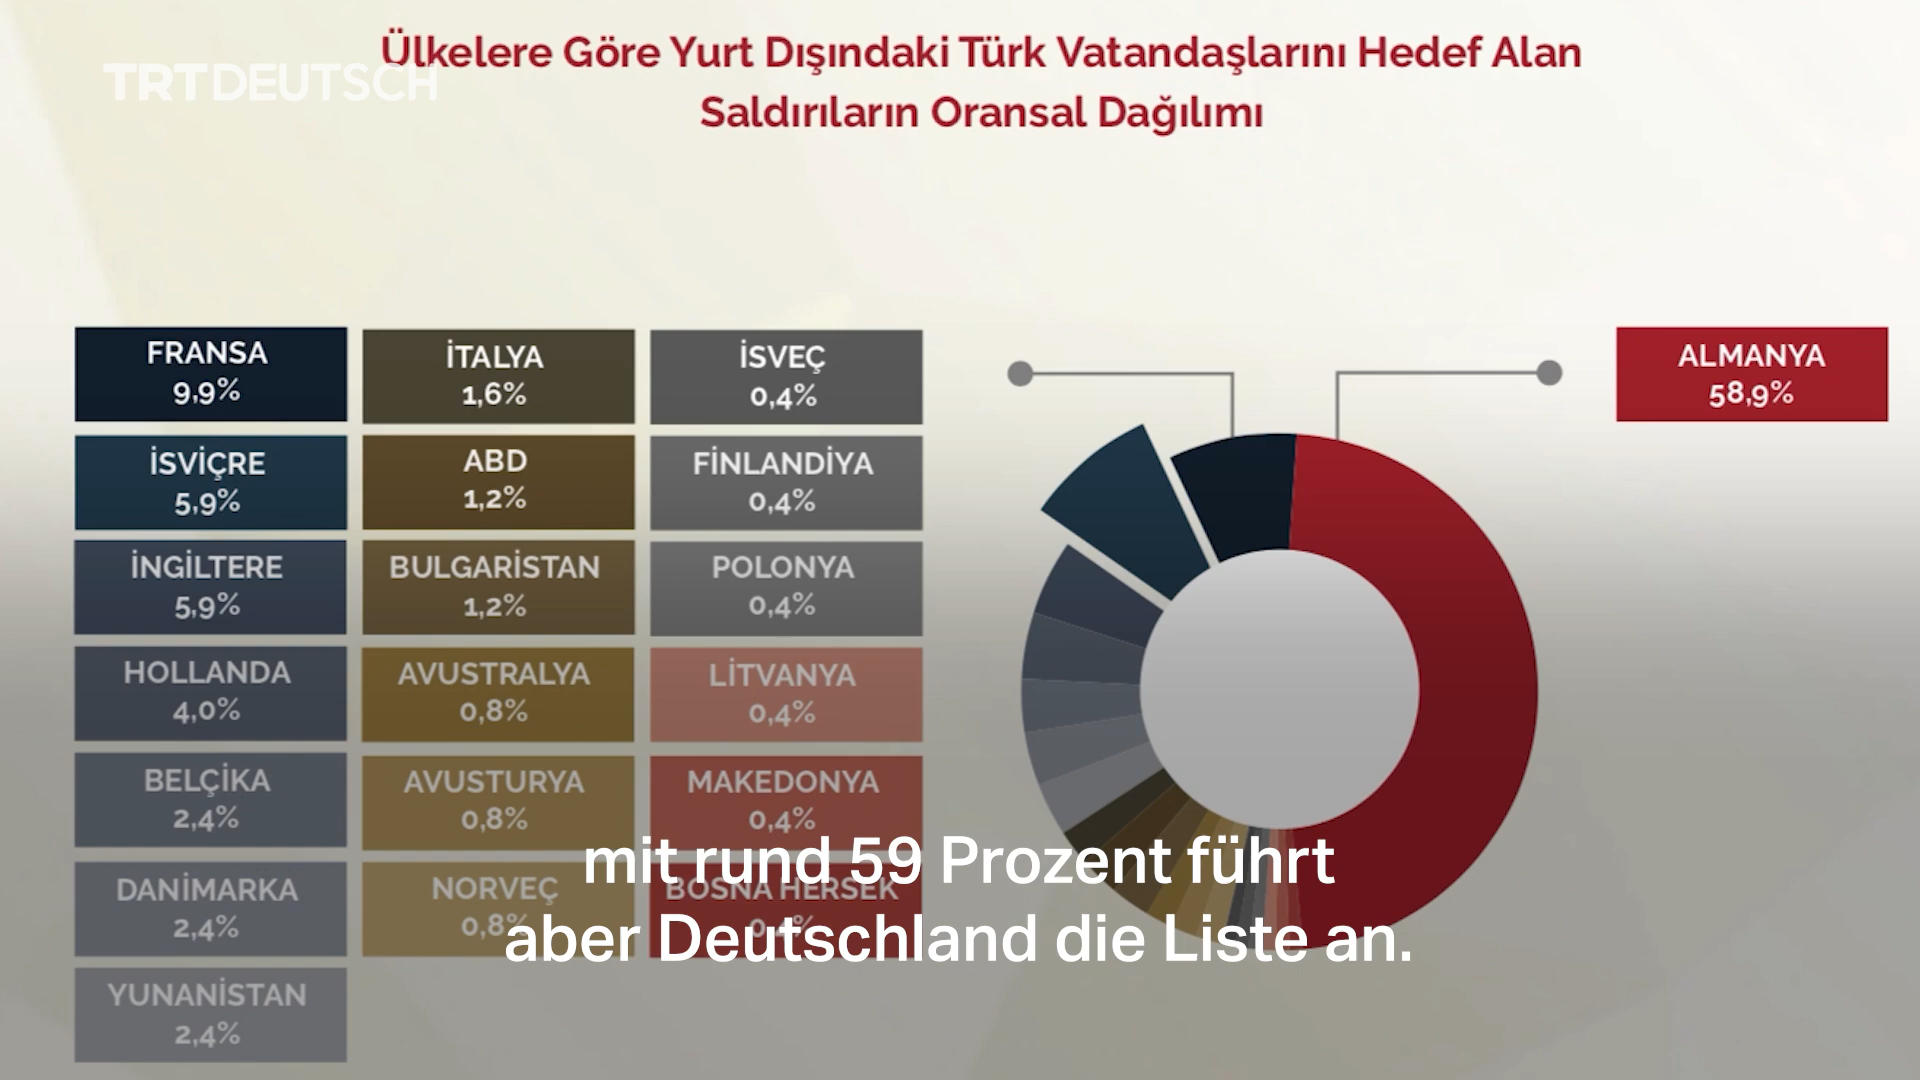 Ülkelere Göre Yurt Dışındaki Türk Vatandaşlarını Hedef Alan
TRT DEUTSCH
Saldırıların Oransal Dağılımı
FRANSA
9,9%
İSVİÇRE
5,9%
İNGİLTERE
5,9%
HOLLANDA
4,0%
BELÇİKA
2,4%
DANİMARKA
2,4%
YUNANİSTAN
2,4%
İTALYA
1,6%
ABD
1,2%
BULGARİSTAN
1,2%
AVUSTRALYA
0,8%
AVUSTURYA
0,8%
NORVEÇ
0,8%
İSVEÇ
0,4%
FİNLANDİYA
0,4%
POLONYA
0,4%
LİTVANYA
0,4%
MAKEDONYA
0,4%
BOSNA HERSEK
0,4%
ALMANYA
58,9%
mit rund 59 Prozent führt
aber Deutschland die Liste an.